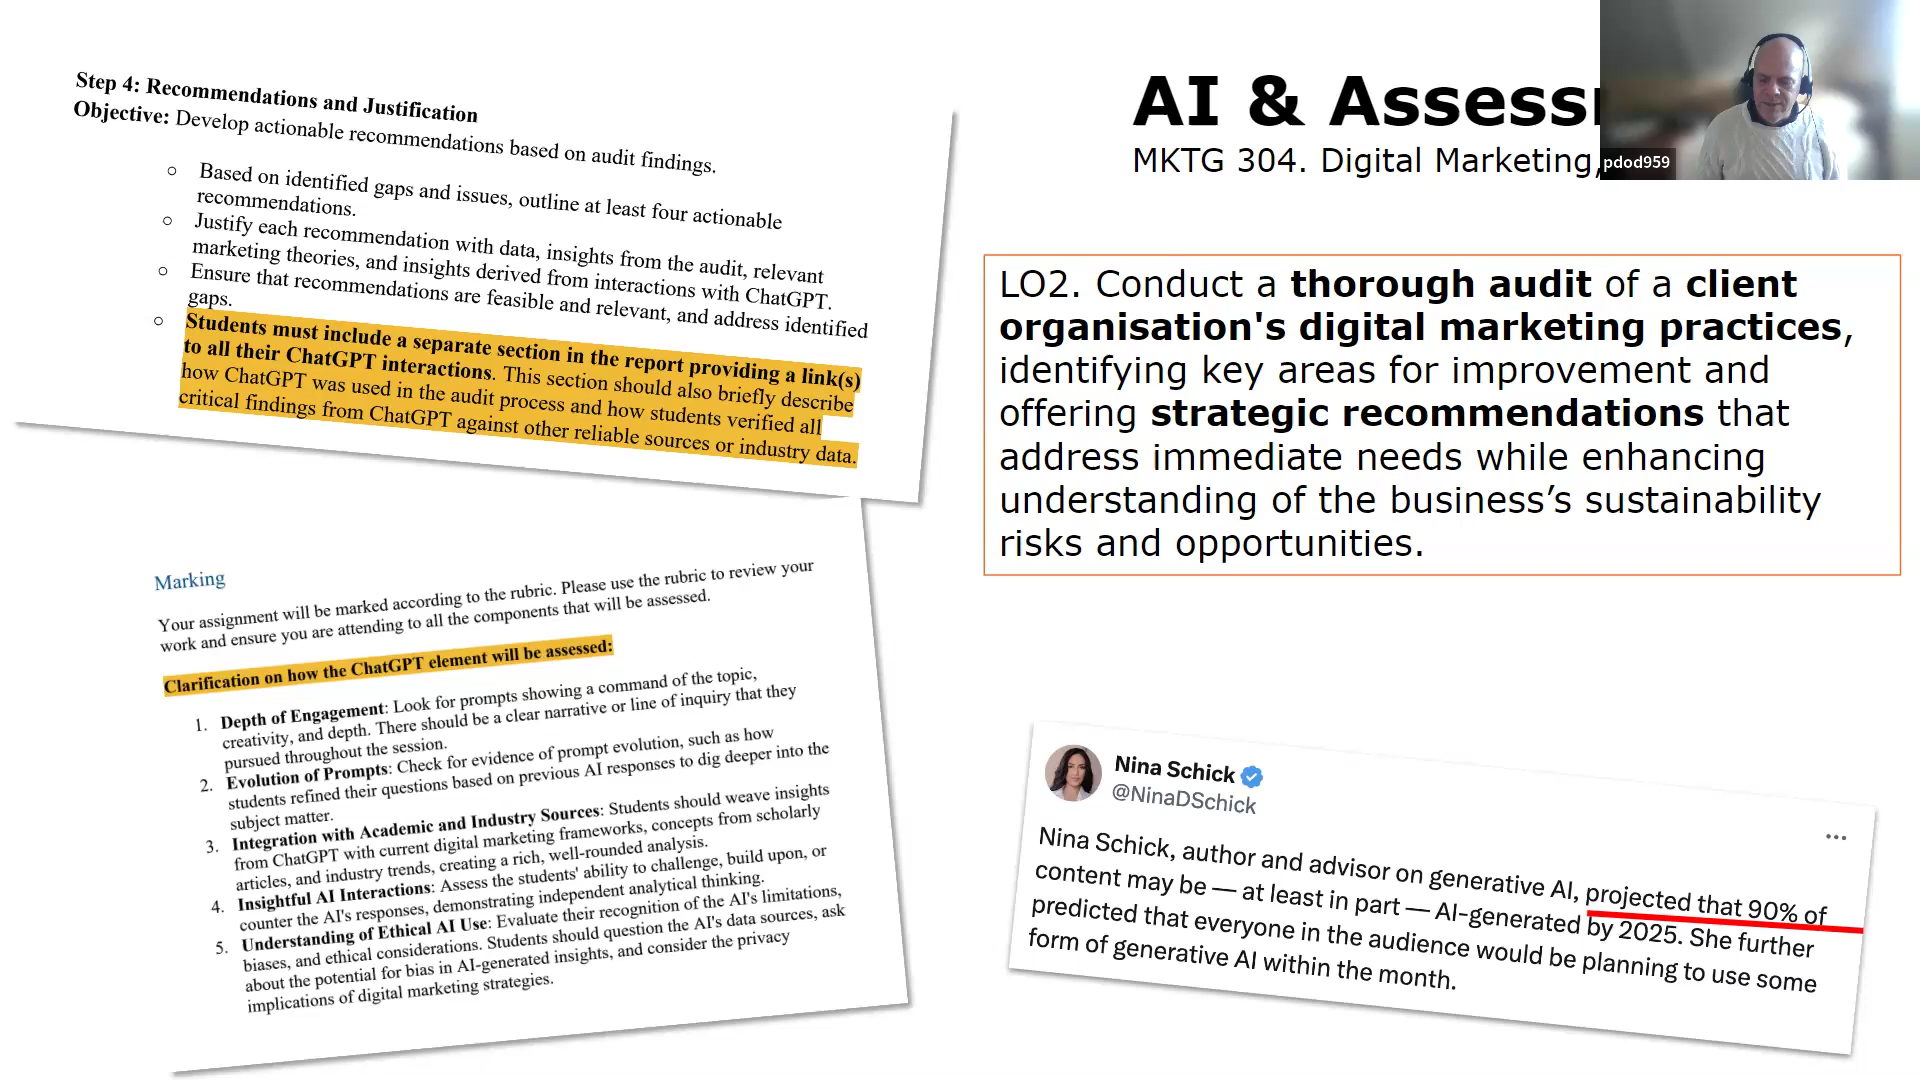 Step 4: Recommendations and Justification
Objective: Develop actionable recommendations based on audit findings.
○ Based on identified gaps and issues, outline at least four actionable
recommendations.
○ Justify each recommendation with data, insights from the audit, relevant
marketing theories, and insights derived from interactions with ChatGPT.
○ Ensure that recommendations are feasible and relevant, and address identified
gaps.
○ Students must include a separate section in the report providing a link(s)
to all their ChatGPT interactions. This section should also briefly describe
how ChatGPT was used in the audit process and how students verified all
critical findings from ChatGPT against other reliable sources or industry data.
Marking
Your assignment will be marked according to the rubric. Please use the rubric to review your
work and ensure you are attending to all the components that will be assessed.
Clarification on how the ChatGPT element will be assessed:
1. Depth of Engagement: Look for prompts showing a command of the topic,
creativity, and depth. There should be a clear narrative or line of inquiry that they
pursued throughout the session.
2. Evolution of Prompts: Check for evidence of prompt evolution, such as how
students refined their questions based on previous AI responses to dig deeper into the
subject matter.
3. Integration with Academic and Industry Sources: Students should weave insights
from ChatGPT with current digital marketing frameworks, concepts from scholarly
articles, and industry trends, creating a rich, well-rounded analysis.
4. Insightful AI Interactions: Assess the students' ability to challenge, build upon, or
counter the AI's responses, demonstrating independent analytical thinking.
5. Understanding of Ethical AI Use: Evaluate their recognition of the AI's limitations,
biases, and ethical considerations. Students should question the AI's data sources, ask
about the potential for bias in AI-generated insights, and consider the privacy
implications of digital marketing strategies.
AI & Assess
MKTG 304. Digital Marketing,
pdod959
LO2. Conduct a thorough audit of a client
organisation's digital marketing practices,
identifying key areas for improvement and
offering strategic recommendations that
address immediate needs while enhancing
understanding of the business’s sustainability
risks and opportunities.
Nina Schick
@NinaDSchick
Nina Schick, author and advisor on generative AI, projected that 90% of
content may be — at least in part — AI-generated by 2025. She further
predicted that everyone in the audience would be planning to use some
form of generative AI within the month.